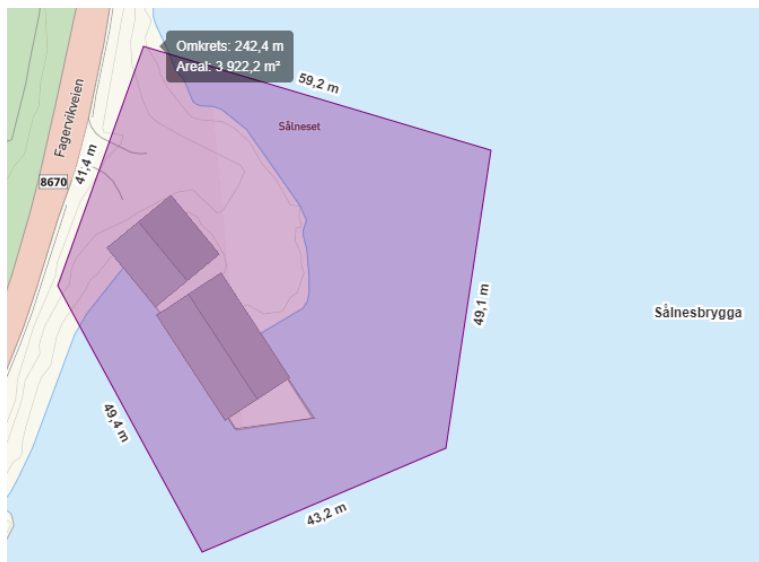 Omkrets: 242,4 m
Areal: 3 922,2 m²
59,2 m
Sålneset
Fagervikveien
41,4 m
8670
49,1 m
Sålnesbrygga
49,4 m
43,2 m